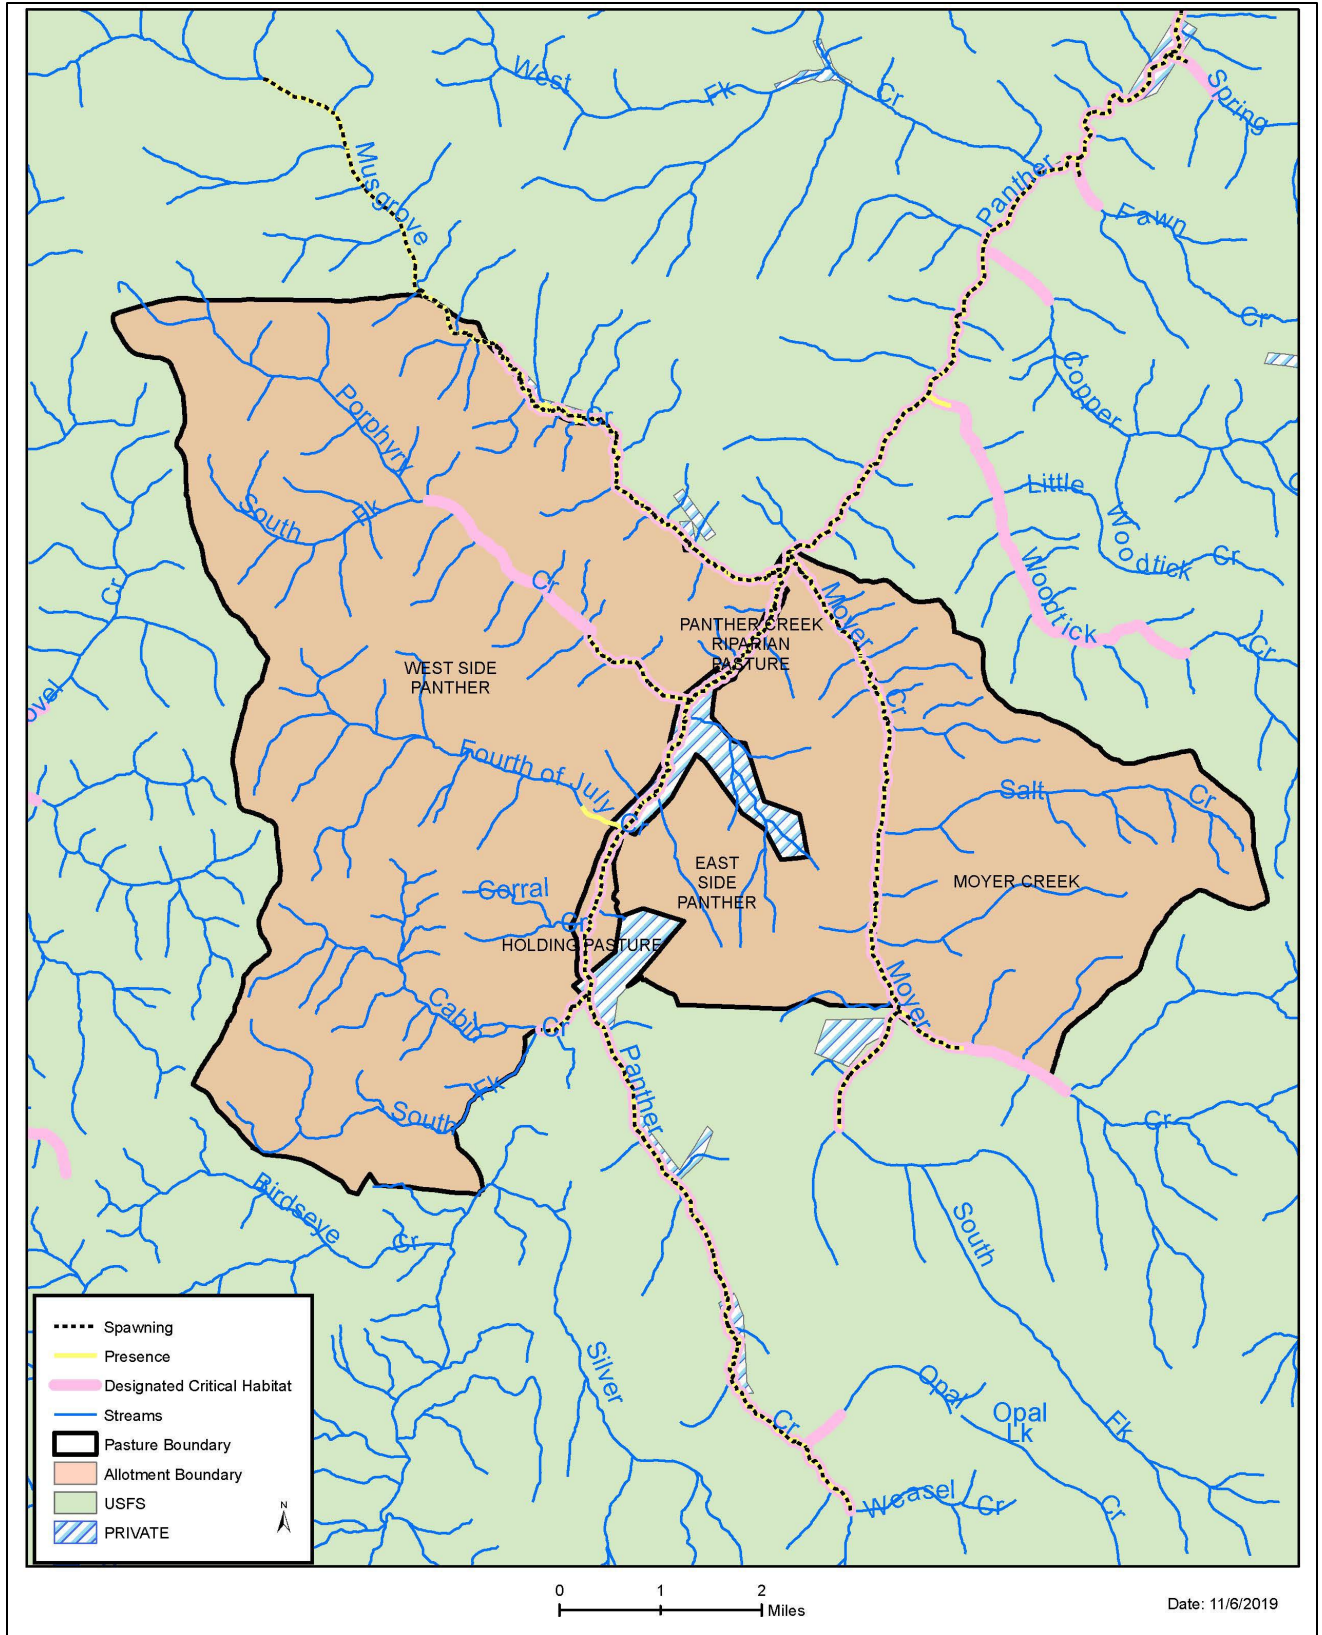 West Fk Cr
Spring
Musgrove
Panther
Fawn
Cr
Copper
Porphyry
Cr
Little
Woodtick
Cr
South
Fk
Cr
Woodtick
Cr
Cr
Moyer
PANTHER CREEK
RIPARIAN
PASTURE
WEST SIDE
PANTHER
Cr
Fourth of July
Cr
Salt
Cr
EAST
SIDE
PANTHER
MOYER CREEK
Corral
Cr
HOLDING PASTURE
Moyer
Cabin
Cr
Panther
Fk
South
Cr
Birdseye
Cr
South
Silver
Opal
Opal
Lk
Fk
Cr
Weasel
Cr
Cr
Spawning
Presence
Designated Critical Habitat
Streams
Pasture Boundary
Allotment Boundary
USFS
PRIVATE
N
0 1 2
Miles
Date: 11/6/2019